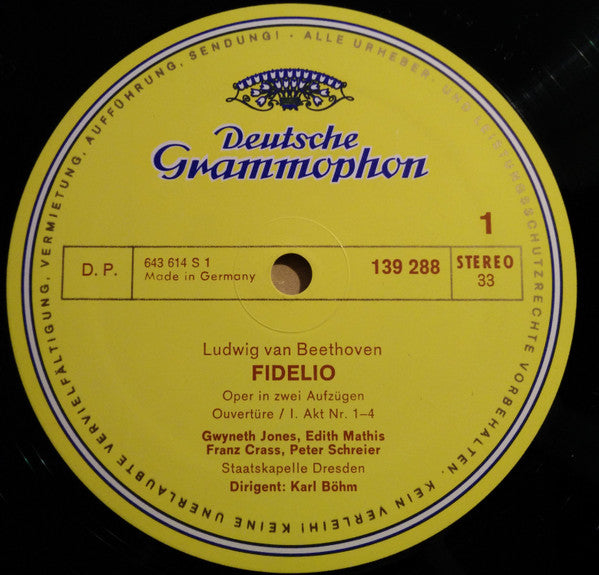 Deutsche
Grammophon
1
D. P.
643 614 S 1
Made in Germany
139 288
STEREO
33
Ludwig van Beethoven
FIDELIO
Oper in zwei Aufzügen
Ouvertüre / I. Akt Nr. 1–4
Gwyneth Jones, Edith Mathis
Franz Crass, Peter Schreier
Staatskapelle Dresden
Dirigent: Karl Böhm
ALLE URHEBER- UND LEISTUNGSSCHUTZRECHTE VORBEHALTEN. KEIN VERLEIH! KEINE UNERLAUBTE VERVIELFÄLTIGUNG, VERMIETUNG, AUFFÜHRUNG, SENDUNG! ·